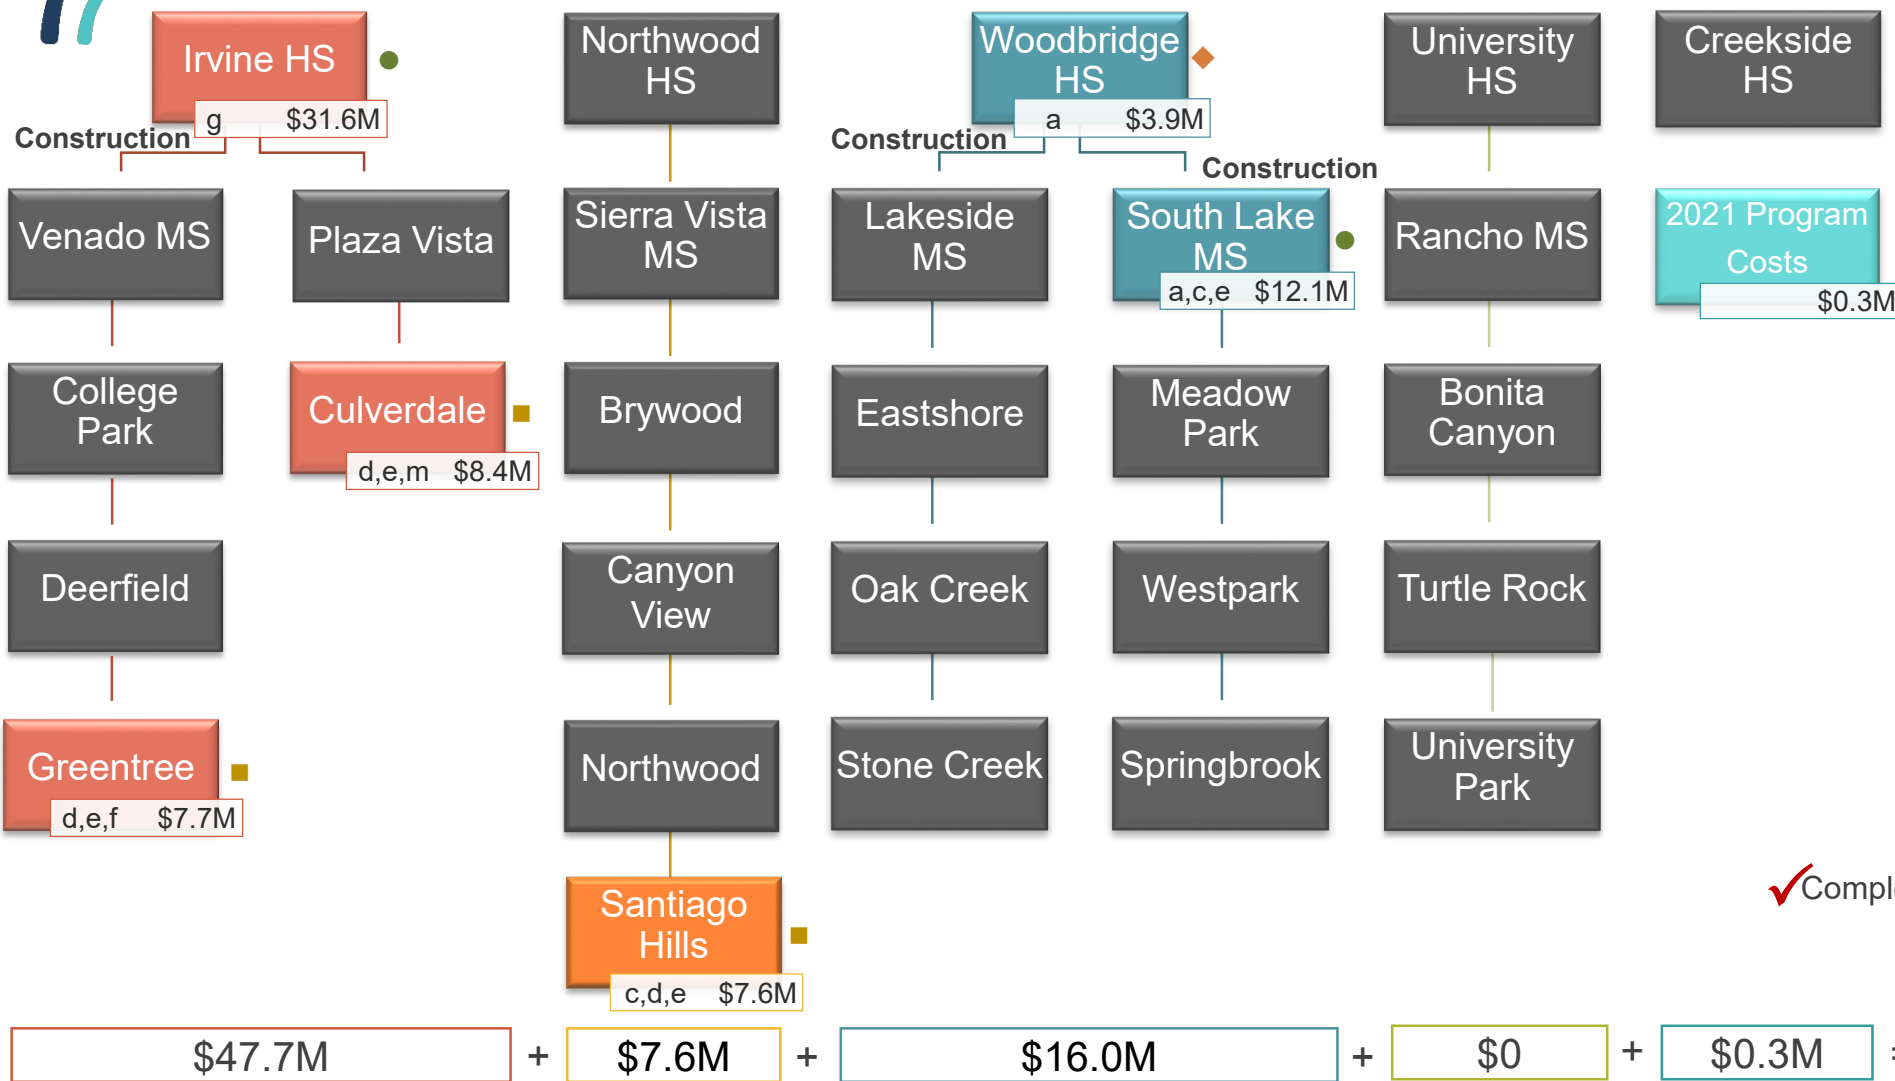 Irvine HS
g $31.6M
Northwood
HS
Woodbridge
HS
a $3.9M
University
HS
Creekside
HS
Construction
Construction
Construction
Venado MS
Plaza Vista
Sierra Vista
MS
Lakeside
MS
South Lake
MS
a,c,e $12.1M
Rancho MS
2021 Program
Costs
$0.3M
College
Park
Culverdale
d,e,m $8.4M
Brywood
Eastshore
Meadow
Park
Bonita
Canyon
Deerfield
Canyon
View
Oak Creek
Westpark
Turtle Rock
Greentree
d,e,f $7.7M
Northwood
Stone Creek
Springbrook
University
Park
Santiago
Hills
c,d,e $7.6M
$47.7M + $7.6M + $16.0M + $0 + $0.3M